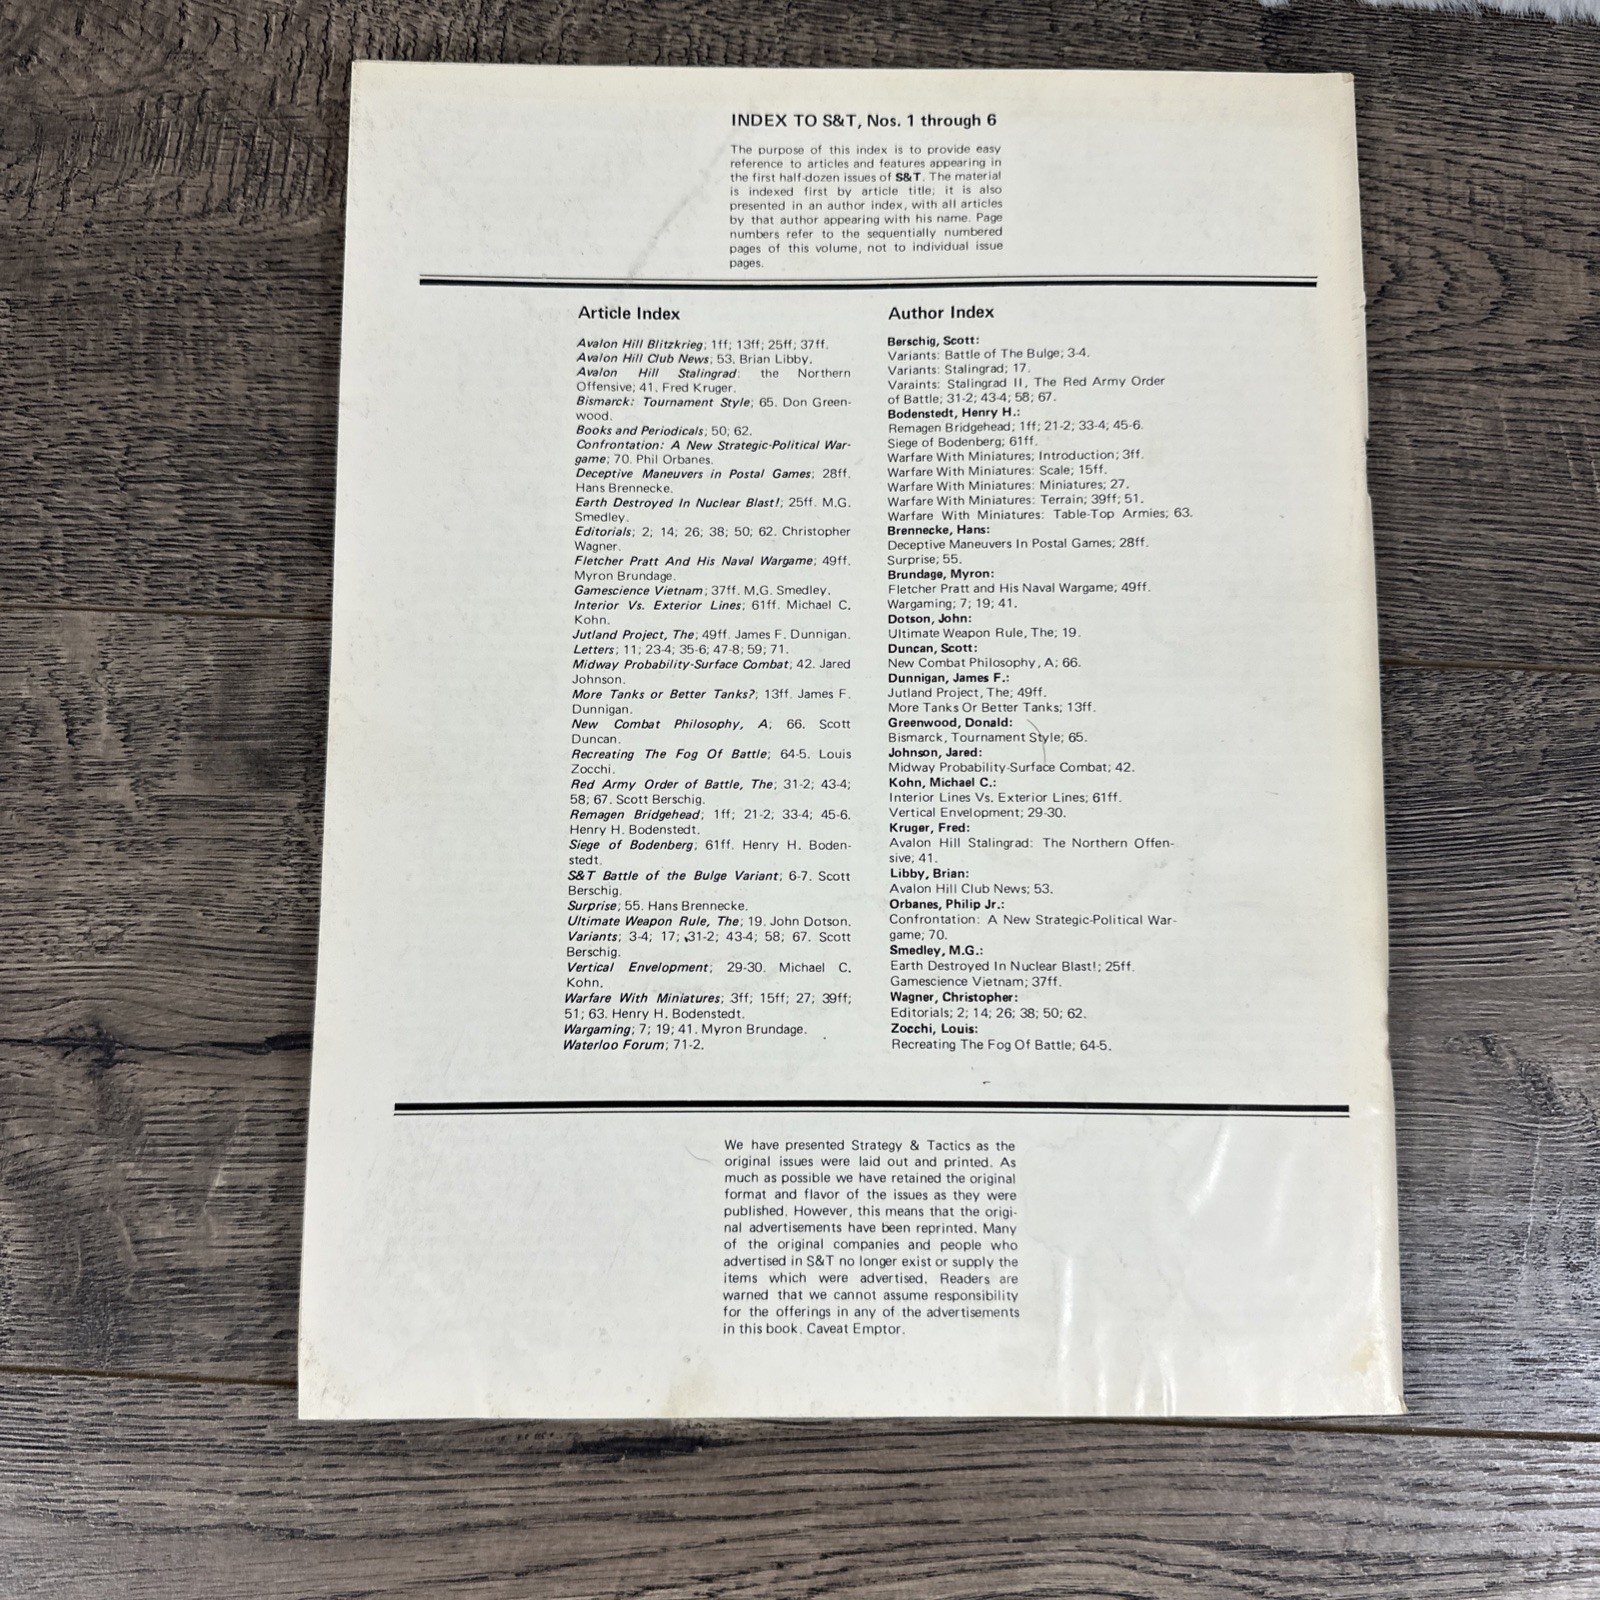 INDEX TO S&T, Nos. 1 through 6
The purpose of this index is to provide easy
reference to articles and features appearing in
the first half-dozen issues of S&T. The material
is indexed first by article title; it is also
presented in an author index, with all articles
by that author appearing with his name. Page
numbers refer to the sequentially numbered
pages of this volume, not to individual issue
pages.
Article Index
Avalon Hill Blitzkrieg; 1ff; 13ff; 25ff; 37ff.
Avalon Hill Club News; 53. Brian Libby.
Avalon Hill Stalingrad: the Northern
Offensive; 41. Fred Kruger.
Bismarck: Tournament Style; 65. Don Green-
wood.
Books and Periodicals; 50; 62.
Confrontation: A New Strategic-Political War-
game; 70. Phil Orbanes.
Deceptive Maneuvers in Postal Games; 28ff.
Hans Brennecke.
Earth Destroyed In Nuclear Blast!; 25ff. M.G.
Smedley.
Editorials; 2; 14; 26; 38; 50; 62. Christopher
Wagner.
Fletcher Pratt And His Naval Wargame; 49ff.
Myron Brundage.
Gamescience Vietnam; 37ff. M.G. Smedley.
Interior Vs. Exterior Lines; 61ff. Michael C.
Kohn.
Jutland Project, The; 49ff. James F. Dunnigan.
Letters; 11; 23-4; 35-6; 47-8; 59; 71.
Midway Probability-Surface Combat; 42. Jared
Johnson.
More Tanks or Better Tanks?; 13ff. James F.
Dunnigan.
New Combat Philosophy, A; 66. Scott
Duncan.
Recreating The Fog Of Battle; 64-5. Louis
Zocchi.
Red Army Order of Battle, The; 31-2; 43-4;
58; 67. Scott Berschig.
Remagen Bridgehead; 1ff; 21-2; 33-4; 45-6.
Henry H. Bodenstedt.
Siege of Bodenberg; 61ff. Henry H. Boden-
stedt.
S&T Battle of the Bulge Variant; 6-7. Scott
Berschig.
Surprise; 55. Hans Brennecke.
Ultimate Weapon Rule, The; 19. John Dotson.
Variants; 3-4; 17; 31-2; 43-4; 58; 67. Scott
Berschig.
Vertical Envelopment; 29-30. Michael C.
Kohn.
Warfare With Miniatures; 3ff; 15ff; 27; 39ff;
51; 63. Henry H. Bodenstedt.
Wargaming; 7; 19; 41. Myron Brundage.
Waterloo Forum; 71-2.
Author Index
Berschig, Scott:
Variants: Battle of The Bulge; 3-4.
Variants: Stalingrad; 17.
Varaints: Stalingrad II, The Red Army Order
of Battle; 31-2; 43-4; 58; 67.
Bodenstedt, Henry H.:
Remagen Bridgehead; 1ff; 21-2; 33-4; 45-6.
Siege of Bodenberg; 61ff.
Warfare With Miniatures; Introduction; 3ff.
Warfare With Miniatures: Scale; 15ff.
Warfare With Miniatures: Miniatures; 27.
Warfare With Miniatures: Terrain; 39ff; 51.
Warfare With Miniatures: Table-Top Armies; 63.
Brennecke, Hans:
Deceptive Maneuvers In Postal Games; 28ff.
Surprise; 55.
Brundage, Myron:
Fletcher Pratt and His Naval Wargame; 49ff.
Wargaming; 7; 19; 41.
Dotson, John:
Ultimate Weapon Rule, The; 19.
Duncan, Scott:
New Combat Philosophy, A; 66.
Dunnigan, James F.:
Jutland Project, The; 49ff.
More Tanks Or Better Tanks; 13ff.
Greenwood, Donald:
Bismarck, Tournament Style; 65.
Johnson, Jared:
Midway Probability-Surface Combat; 42.
Kohn, Michael C.:
Interior Lines Vs. Exterior Lines; 61ff.
Vertical Envelopment; 29-30.
Kruger, Fred:
Avalon Hill Stalingrad: The Northern Offen-
sive; 41.
Libby, Brian:
Avalon Hill Club News; 53.
Orbanes, Philip Jr.:
Confrontation: A New Strategic-Political War-
game; 70.
Smedley, M.G.:
Earth Destroyed In Nuclear Blast!; 25ff.
Gamescience Vietnam; 37ff.
Wagner, Christopher:
Editorials; 2; 14; 26; 38; 50; 62.
Zocchi, Louis:
Recreating The Fog Of Battle; 64-5.
We have presented Strategy & Tactics as the
original issues were laid out and printed. As
much as possible we have retained the original
format and flavor of the issues as they were
published. However, this means that the origi-
nal advertisements have been reprinted. Many
of the original companies and people who
advertised in S&T no longer exist or supply the
items which were advertised. Readers are
warned that we cannot assume responsibility
for the offerings in any of the advertisements
in this book. Caveat Emptor.